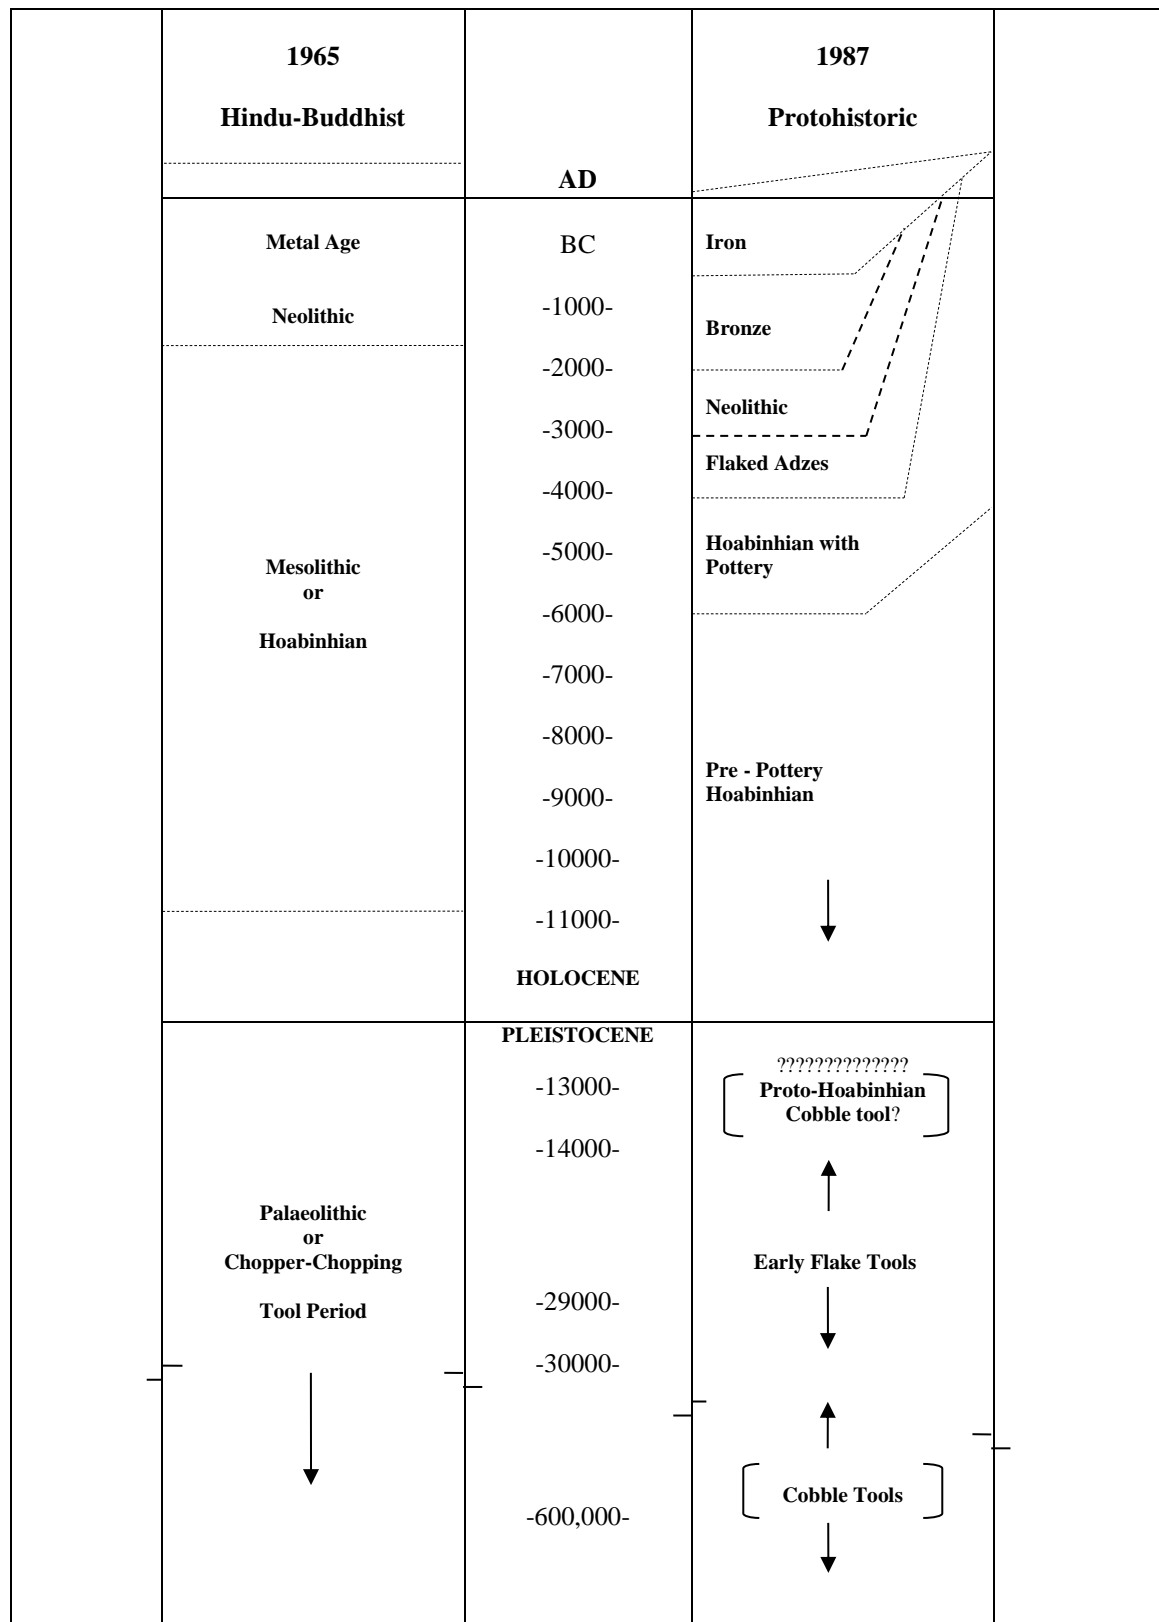 1965
Hindu-Buddhist
Metal Age
Neolithic
Mesolithic
or
Hoabinhian
Palaeolithic
or
Chopper-Chopping
Tool Period
AD
BC
-1000-
-2000-
-3000-
-4000-
-5000-
-6000-
-7000-
-8000-
-9000-
-10000-
-11000-
HOLOCENE
PLEISTOCENE
-13000-
-14000-
-29000-
-30000-
-600,000-
1987
Protohistoric
Iron
Bronze
Neolithic
Flaked Adzes
Hoabinhian with
Pottery
Pre - Pottery
Hoabinhian
??????????????
Proto-Hoabinhian
Cobble tool?
Early Flake Tools
Cobble Tools